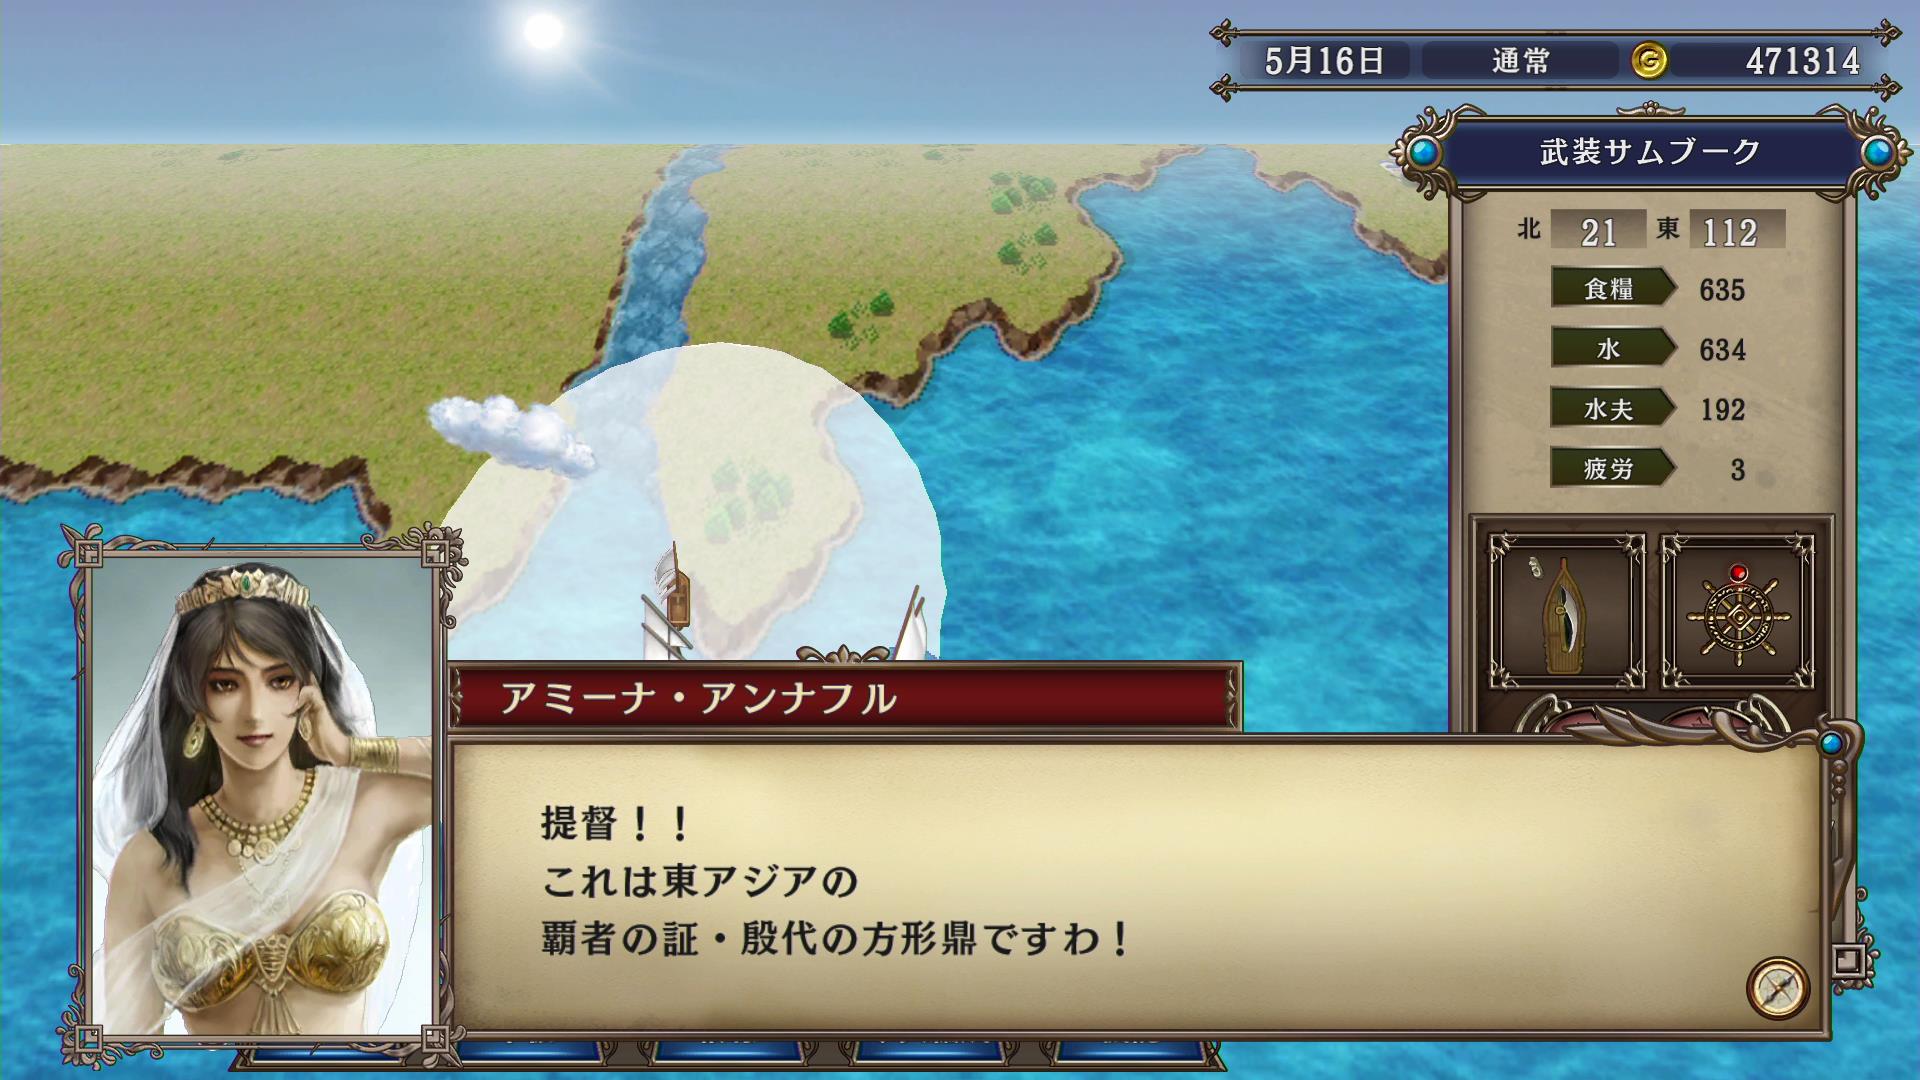 5月16日 通常 471314
武装サムブーク
北 21 東 112
食糧 635
水 634
水夫 192
疲労 3
アミーナ・アンナフル
提督！！
これは東アジアの
覇者の証・殷代の方形鼎ですわ！